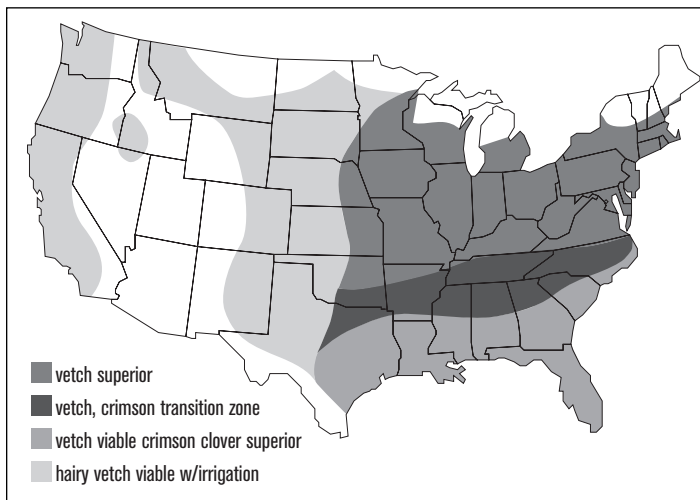 vetch superior
vetch, crimson transition zone
vetch viable crimson clover superior
hairy vetch viable w/irrigation